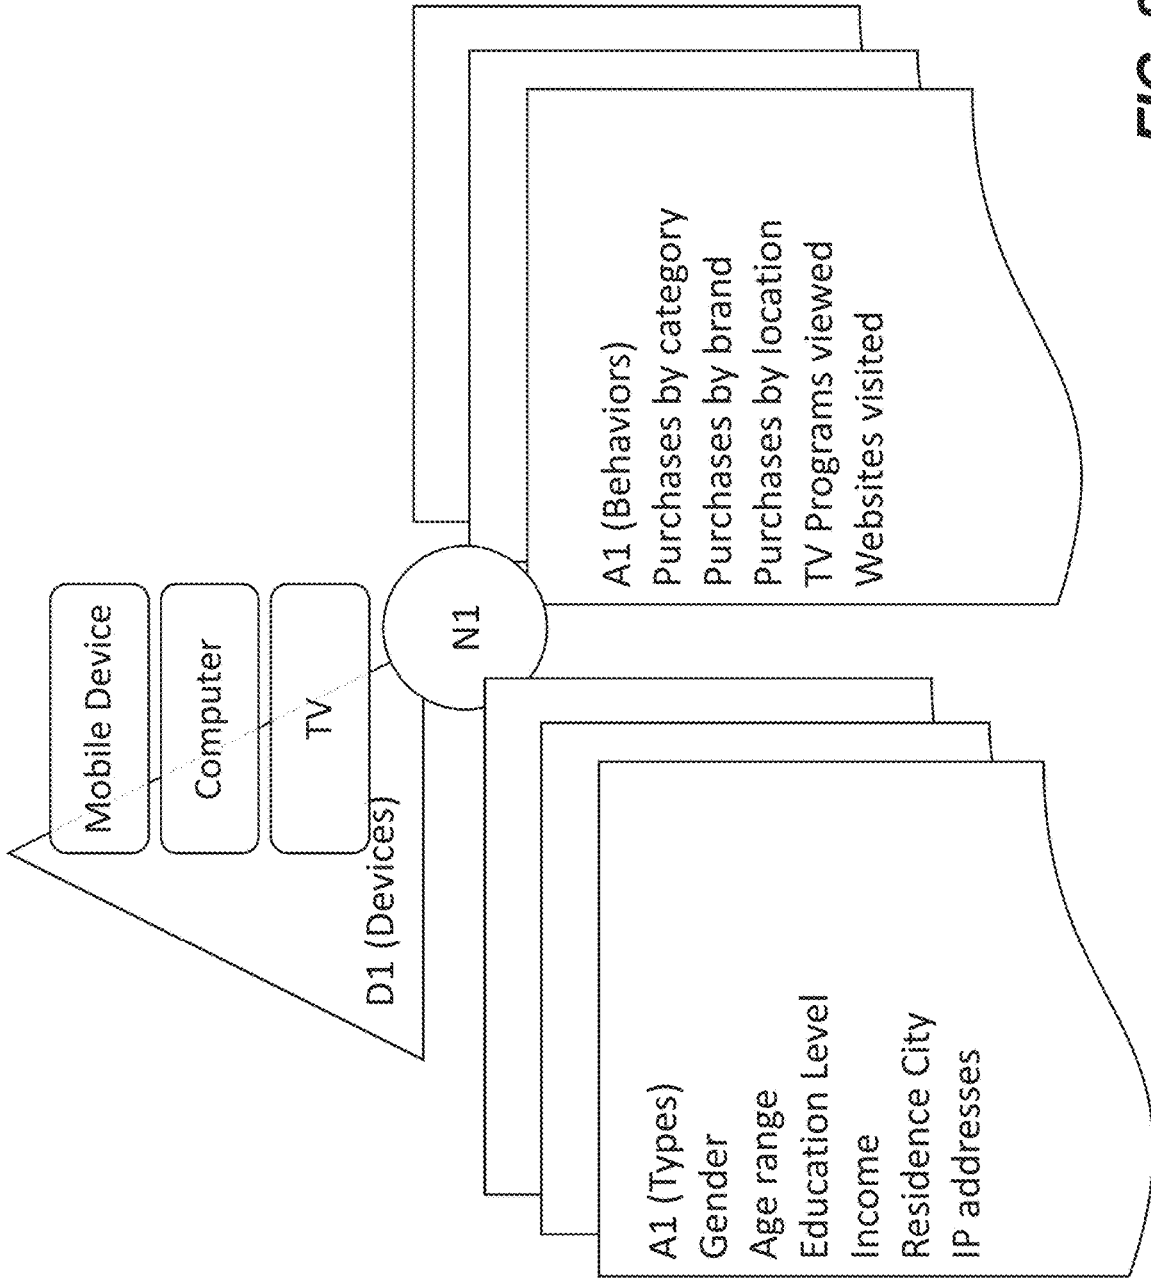 Mobile Device
Computer
TV
D1 (Devices)
N1
A1 (Types)
Gender
Age range
Education Level
Income
Residence City
IP addresses
A1 (Behaviors)
Purchases by category
Purchases by brand
Purchases by location
TV Programs viewed
Websites visited
FIG.